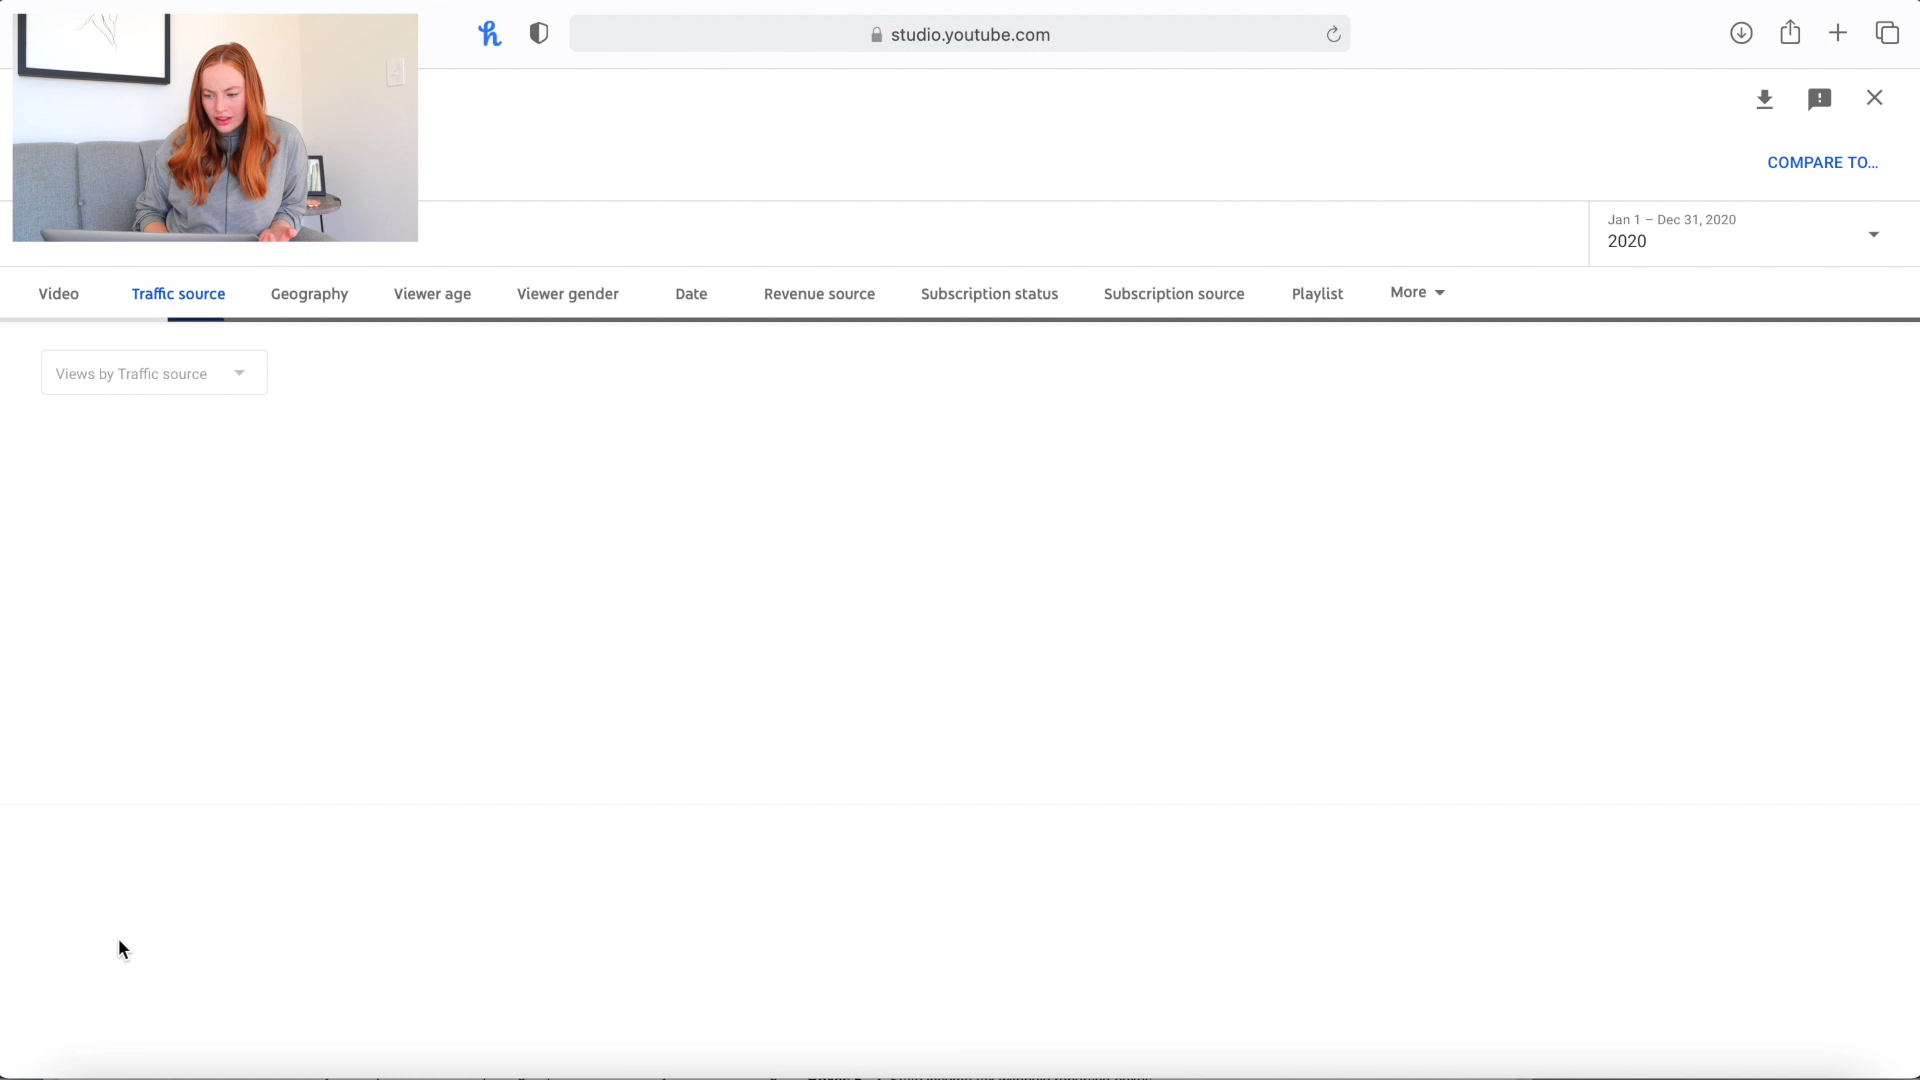 studio.youtube.com
COMPARE TO...
Jan 1 – Dec 31, 2020
2020
Video Traffic source Geography Viewer age Viewer gender Date Revenue source Subscription status Subscription source Playlist More
Views by Traffic source